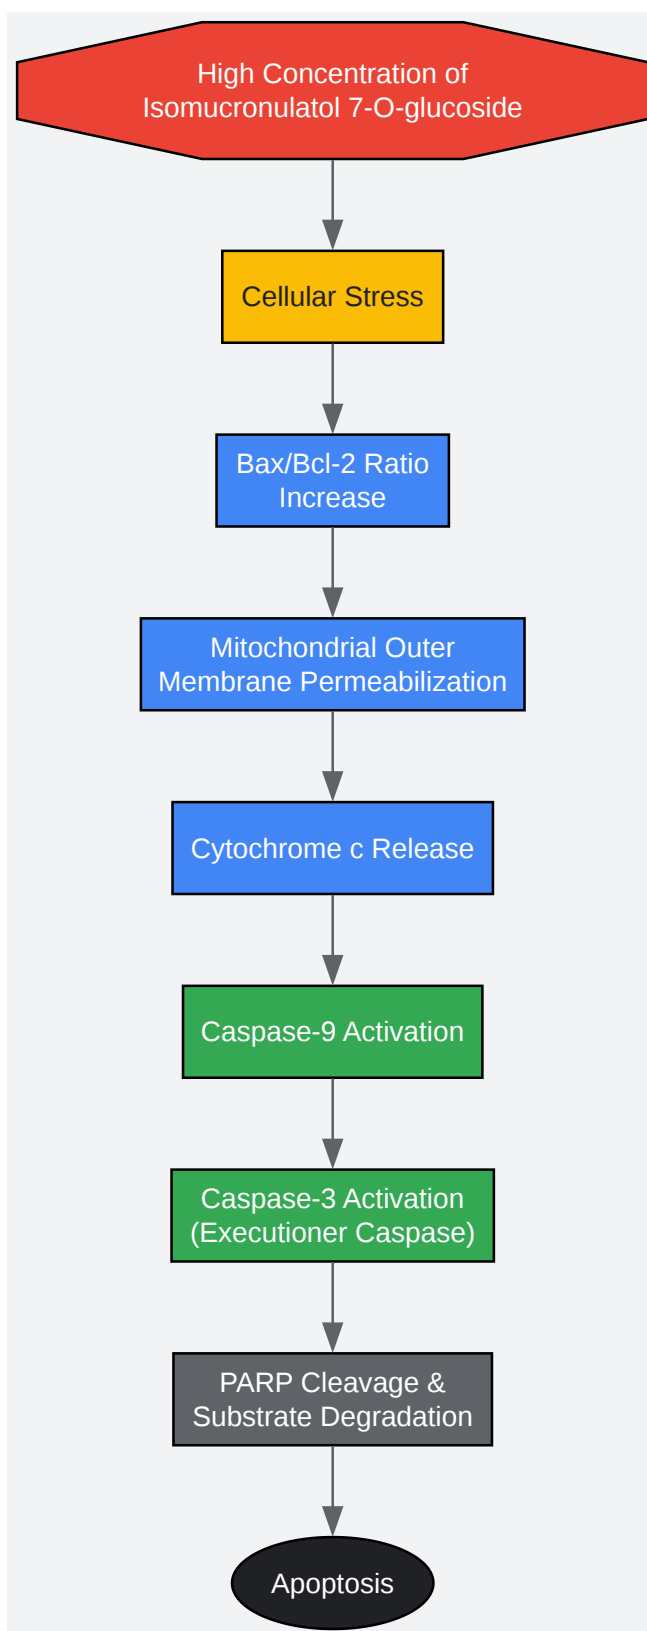 High Concentration of
Isomucronulatol 7-O-glucoside
Cellular Stress
Bax/Bcl-2 Ratio
Increase
Mitochondrial Outer
Membrane Permeabilization
Cytochrome c Release
Caspase-9 Activation
Caspase-3 Activation
(Executioner Caspase)
PARP Cleavage &
Substrate Degradation
Apoptosis